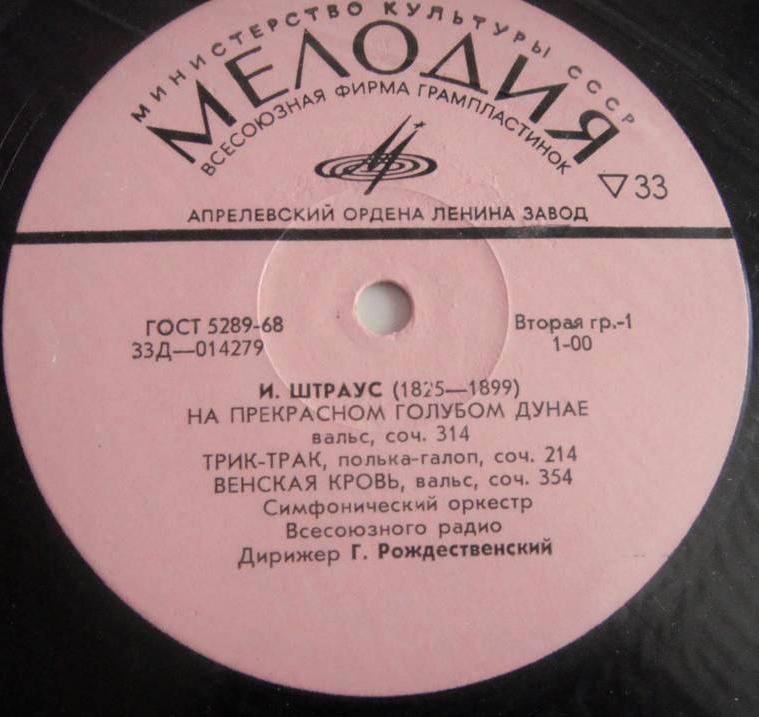 МИНИСТЕРСТВО КУЛЬТУРЫ СССР
МЕЛОДИЯ
ВСЕСОЮЗНАЯ ФИРМА ГРАМПЛАСТИНОК
33
АПРЕЛЕВСКИЙ ОРДЕНА ЛЕНИНА ЗАВОД
ГОСТ 5289-68
33Д—014279
Вторая гр.-1
1-00
И. ШТРАУС (1825—1899)
НА ПРЕКРАСНОМ ГОЛУБОМ ДУНАЕ
вальс, соч. 314
ТРИК-ТРАК, полька-галоп, соч. 214
ВЕНСКАЯ КРОВЬ, вальс, соч. 354
Симфонический оркестр
Всесоюзного радио
Дирижер Г. Рождественский